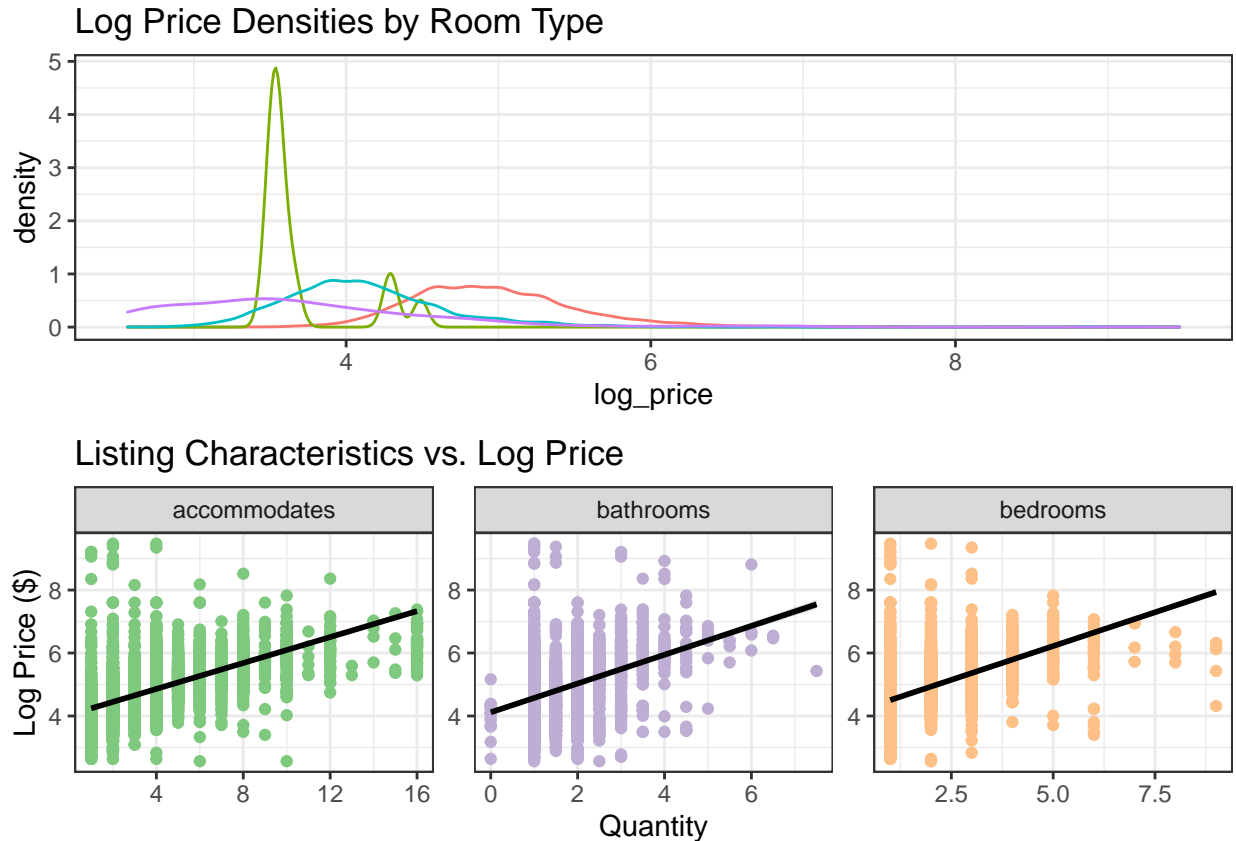 Log Price Densities by Room Type
5
4
3
2
1
0
density
4 6 8
log_price
Listing Characteristics vs. Log Price
accommodates bathrooms bedrooms
8
6
4
Log Price ($)
4 8 12 16 0 2 4 6 2.5 5.0 7.5
Quantity